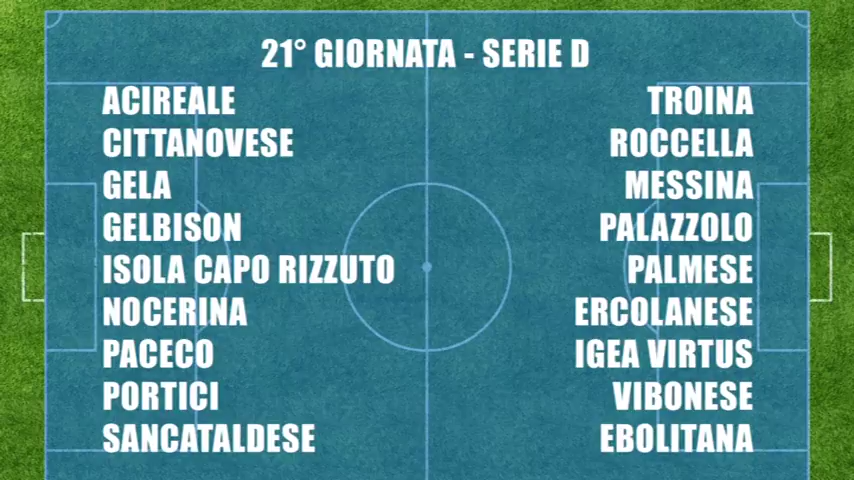 21° GIORNATA - SERIE D
ACIREALE TROINA
CITTANOVESE ROCCELLA
GELA MESSINA
GELBISON PALAZZOLO
ISOLA CAPO RIZZUTO PALMESE
NOCERINA ERCOLANESE
PACECO IGEA VIRTUS
PORTICI VIBONESE
SANCATALDESE EBOLITANA